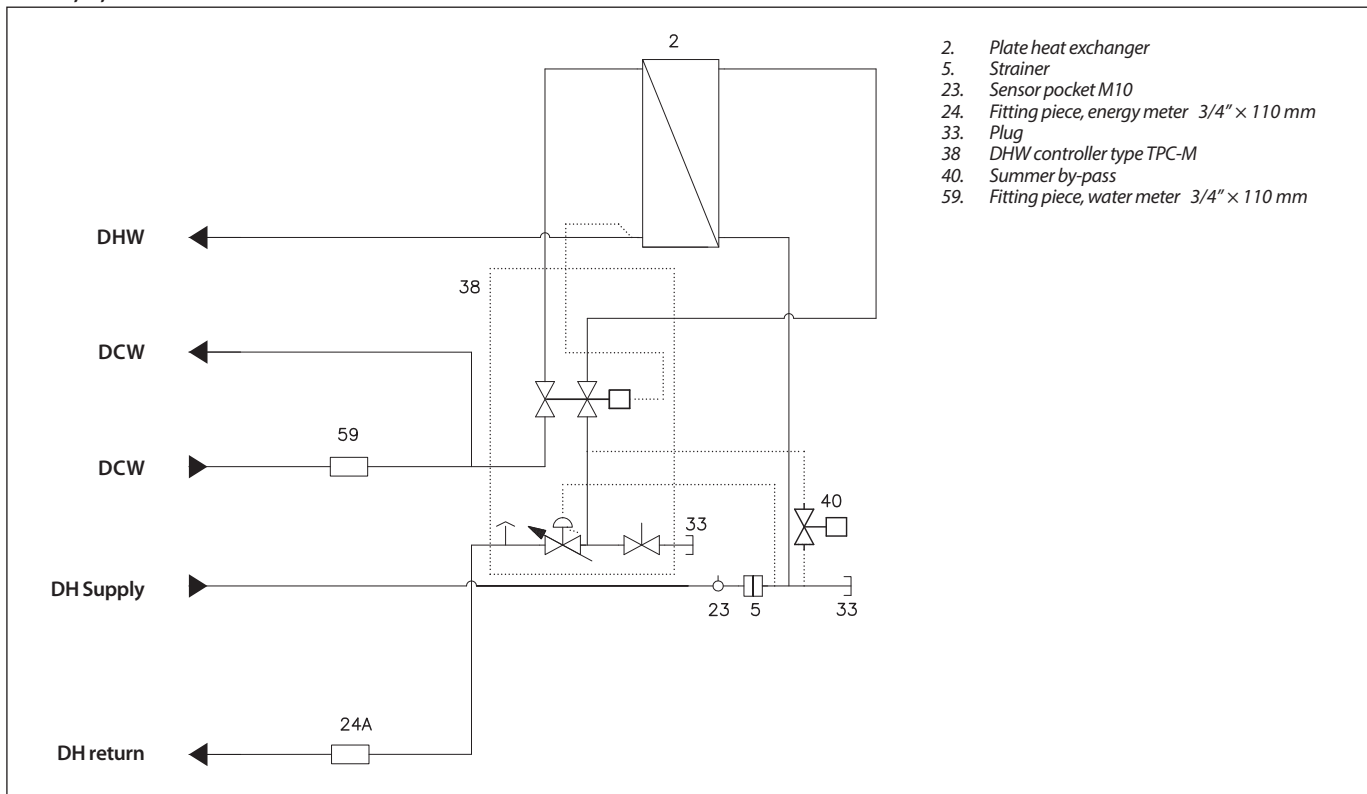 2
2. Plate heat exchanger
5. Strainer
23. Sensor pocket M10
24. Fitting piece, energy meter 3/4" × 110 mm
33. Plug
38 DHW controller type TPC-M
40. Summer by-pass
59. Fitting piece, water meter 3/4" × 110 mm
DHW
38
DCW
59
DCW
40
33
DH Supply
23
5
33
24A
DH return